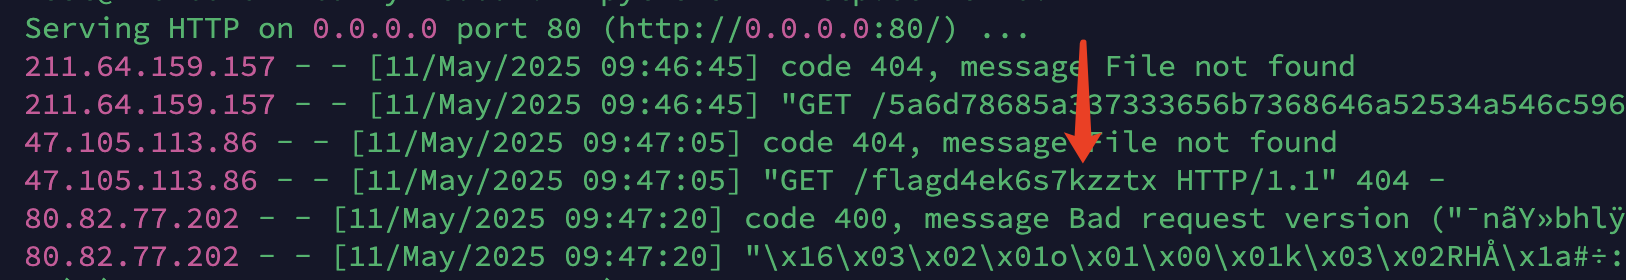 Serving HTTP on 0.0.0.0 port 80 (http://0.0.0.0:80/) ...
211.64.159.157 - - [11/May/2025 09:46:45] code 404, message File not found
211.64.159.157 - - [11/May/2025 09:46:45] "GET /5a6d78685a337333656b7368646a52534a546c596
47.105.113.86 - - [11/May/2025 09:47:05] code 404, message File not found
47.105.113.86 - - [11/May/2025 09:47:05] "GET /flagd4ek6s7kzztx HTTP/1.1" 404 -
80.82.77.202 - - [11/May/2025 09:47:20] code 400, message Bad request version ("¯nãY»bhlÿ
80.82.77.202 - - [11/May/2025 09:47:20] "\x16\x03\x02\x01o\x01\x00\x01k\x03\x02RHÅ\x1a#÷: